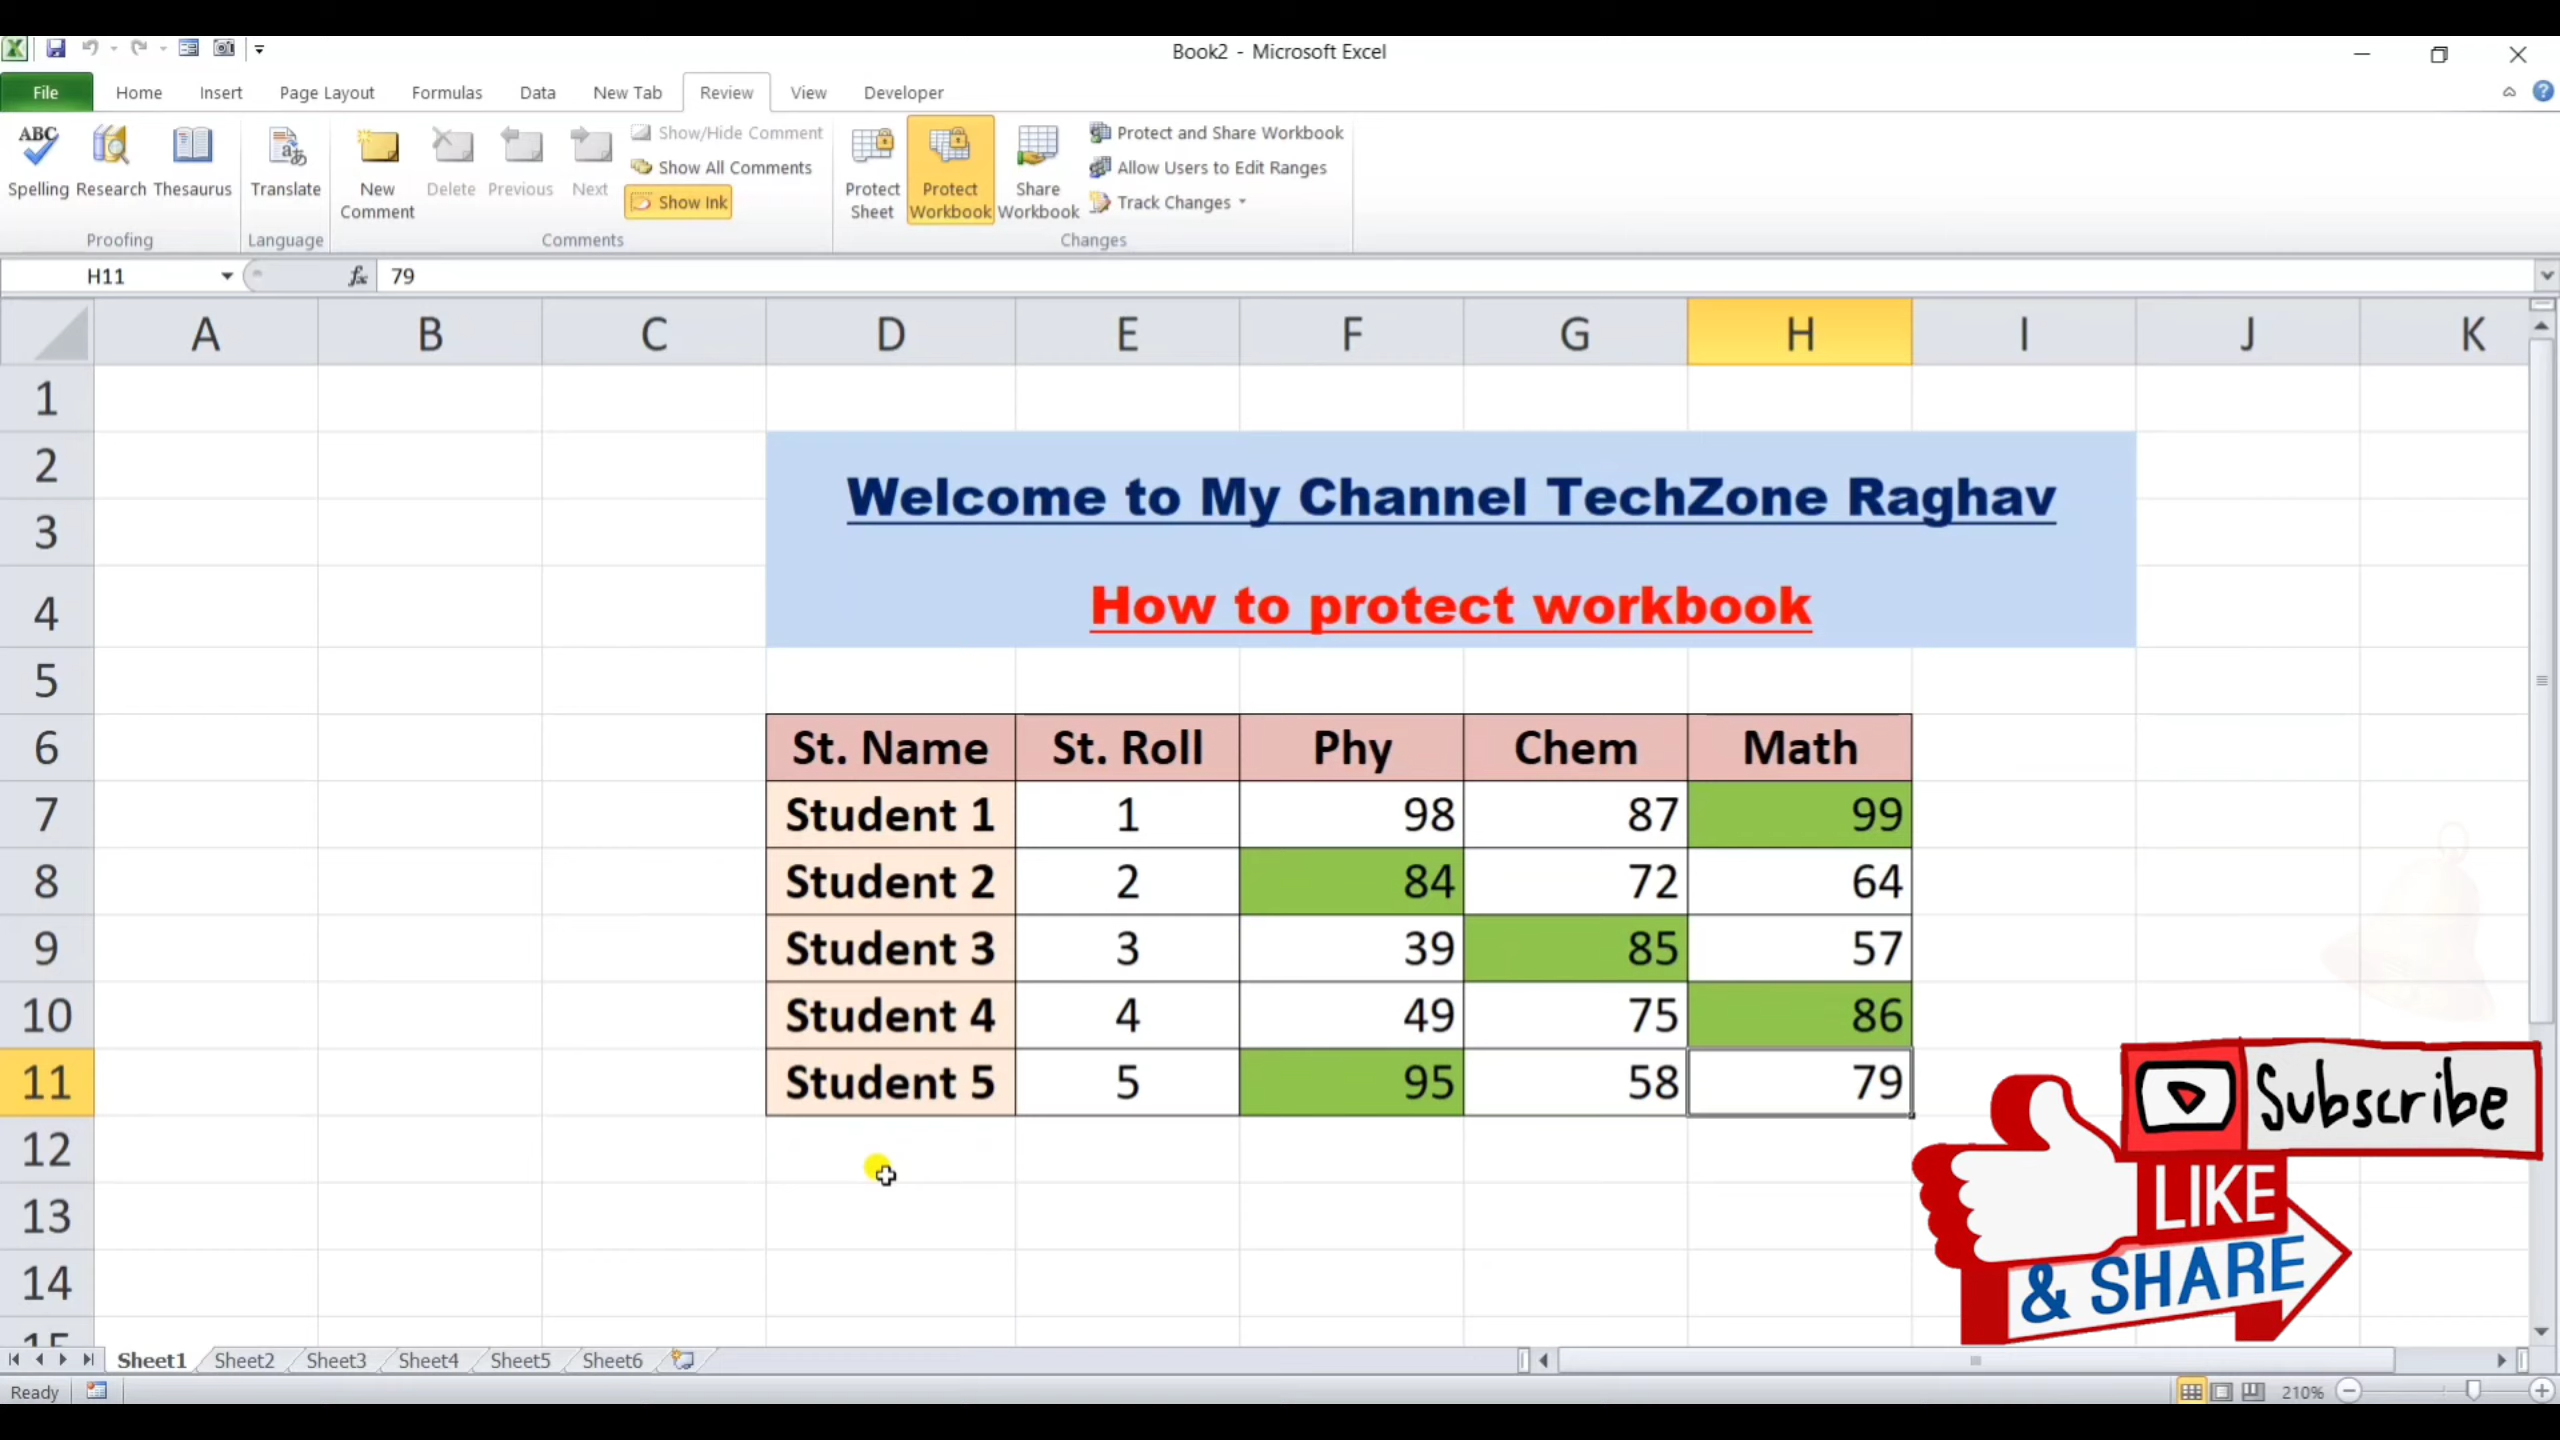 Book2 - Microsoft Excel
File Home Insert Page Layout Formulas Data New Tab Review View Developer
ABC
Spelling Research Thesaurus Translate New Comment Delete Previous Next
Show/Hide Comment
Show All Comments
Show Ink
Protect Sheet Protect Workbook Share Workbook
Protect and Share Workbook
Allow Users to Edit Ranges
Track Changes
Proofing Language Comments Changes
H11 fx 79
A B C D E F G H I J K
1
2
Welcome to My Channel TechZone Raghav
3
4 How to protect workbook
5
6 St. Name St. Roll Phy Chem Math
7 Student 1 1 98 87 99
8 Student 2 2 84 72 64
9 Student 3 3 39 85 57
10 Student 4 4 49 75 86
11 Student 5 5 95 58 79
12
13
14
15
Subscribe
LIKE
& SHARE
Sheet1 Sheet2 Sheet3 Sheet4 Sheet5 Sheet6
Ready 210%